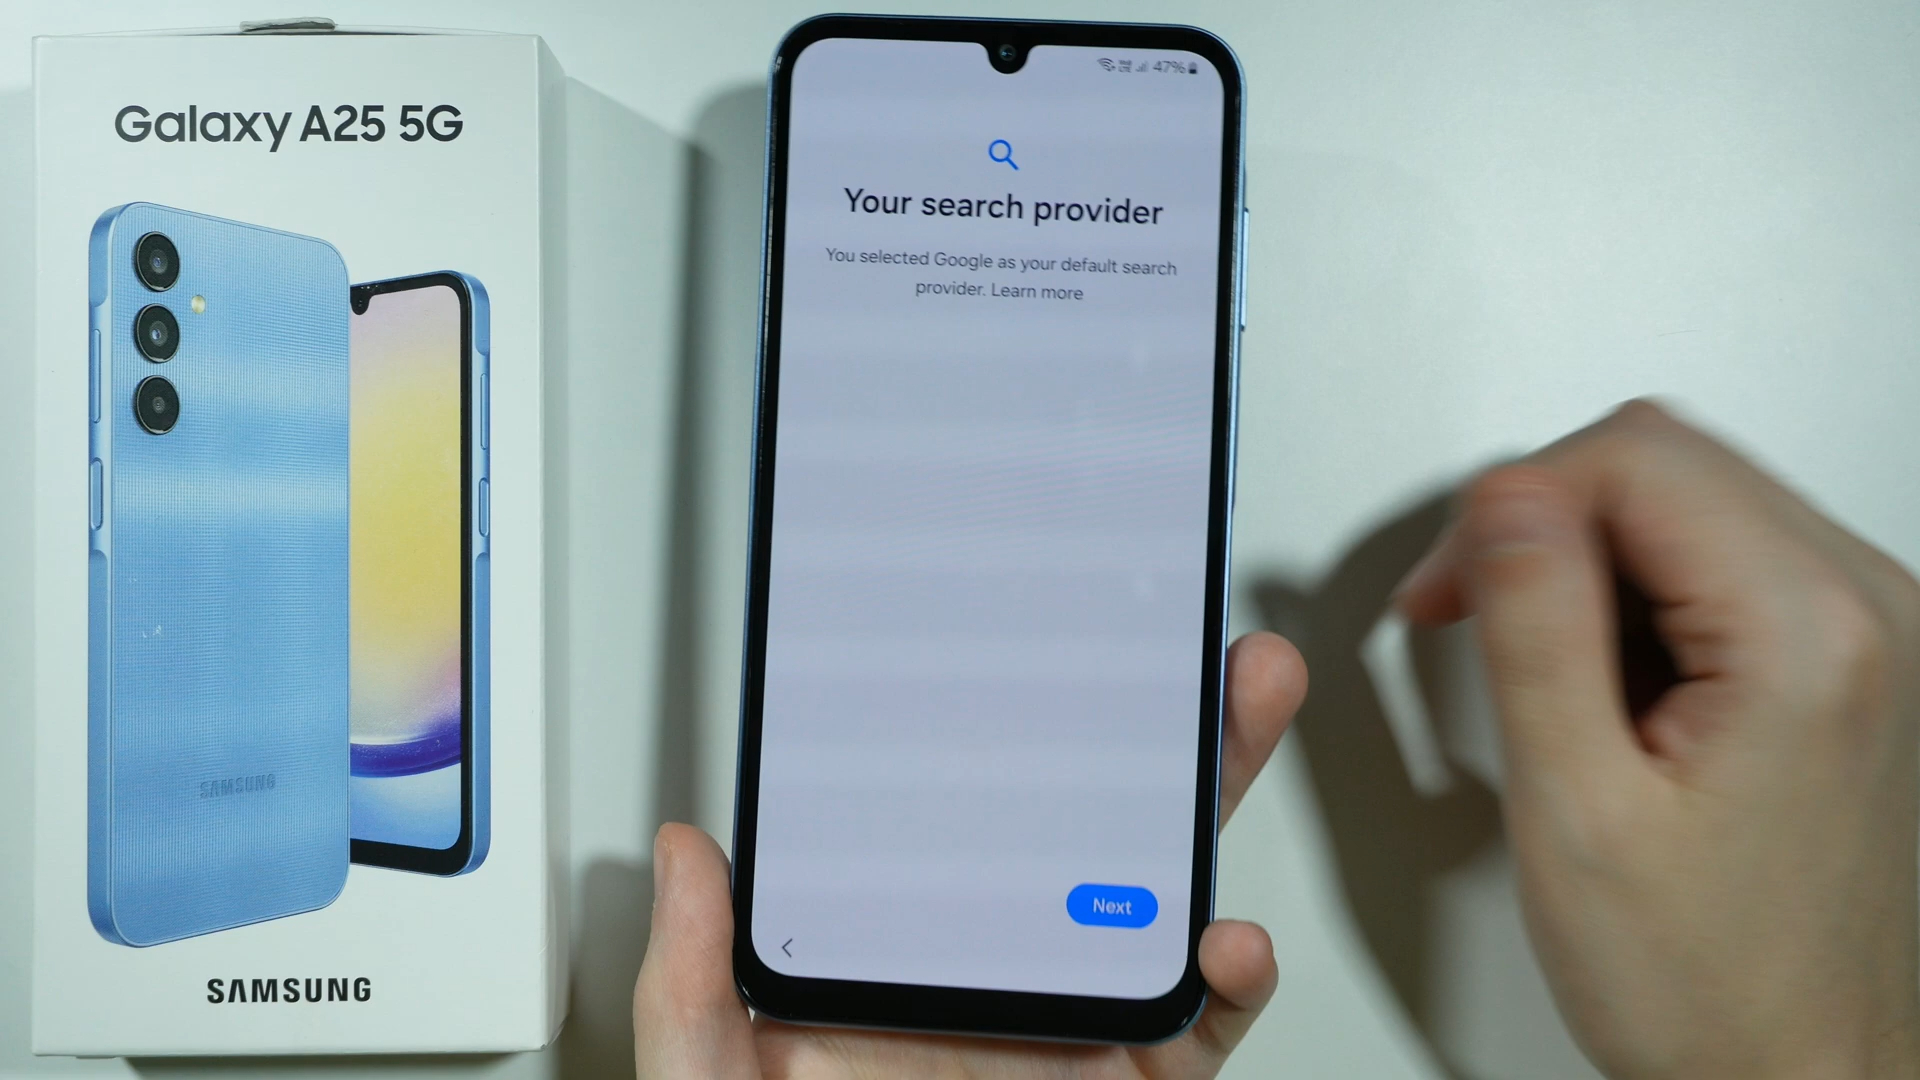 Galaxy A25 5G
SAMSUNG
SAMSUNG
47%
Your search provider
You selected Google as your default search
provider. Learn more
Next